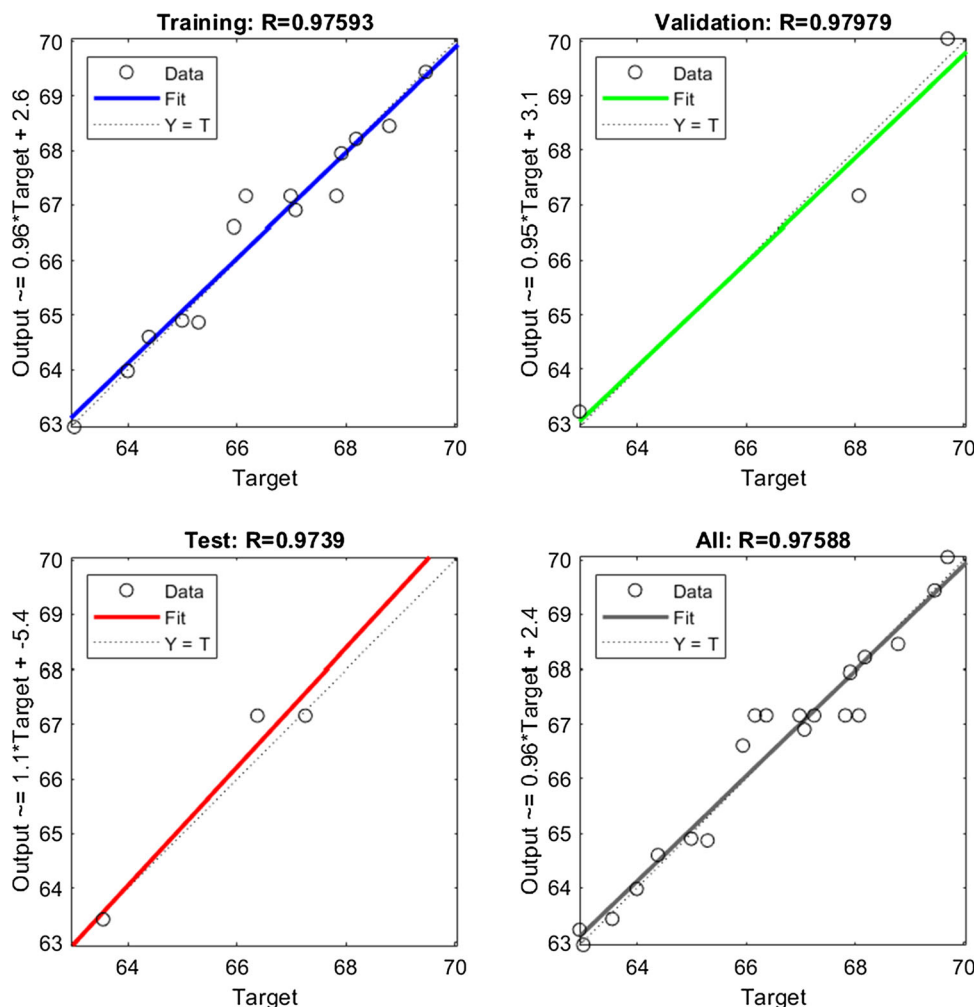 Training: R=0.97593
Output ~= 0.96*Target + 2.6
70
69
68
67
66
65
64
63
Data
Fit
Y = T
64
66
68
70
Target
Validation: R=0.97979
Output ~= 0.95*Target + 3.1
70
69
68
67
66
65
64
63
Data
Fit
Y = T
64
66
68
70
Target
Test: R=0.9739
Output ~= 1.1*Target + -5.4
70
69
68
67
66
65
64
63
Data
Fit
Y = T
64
66
68
70
Target
All: R=0.97588
Output ~= 0.96*Target + 2.4
70
69
68
67
66
65
64
63
Data
Fit
Y = T
64
66
68
70
Target